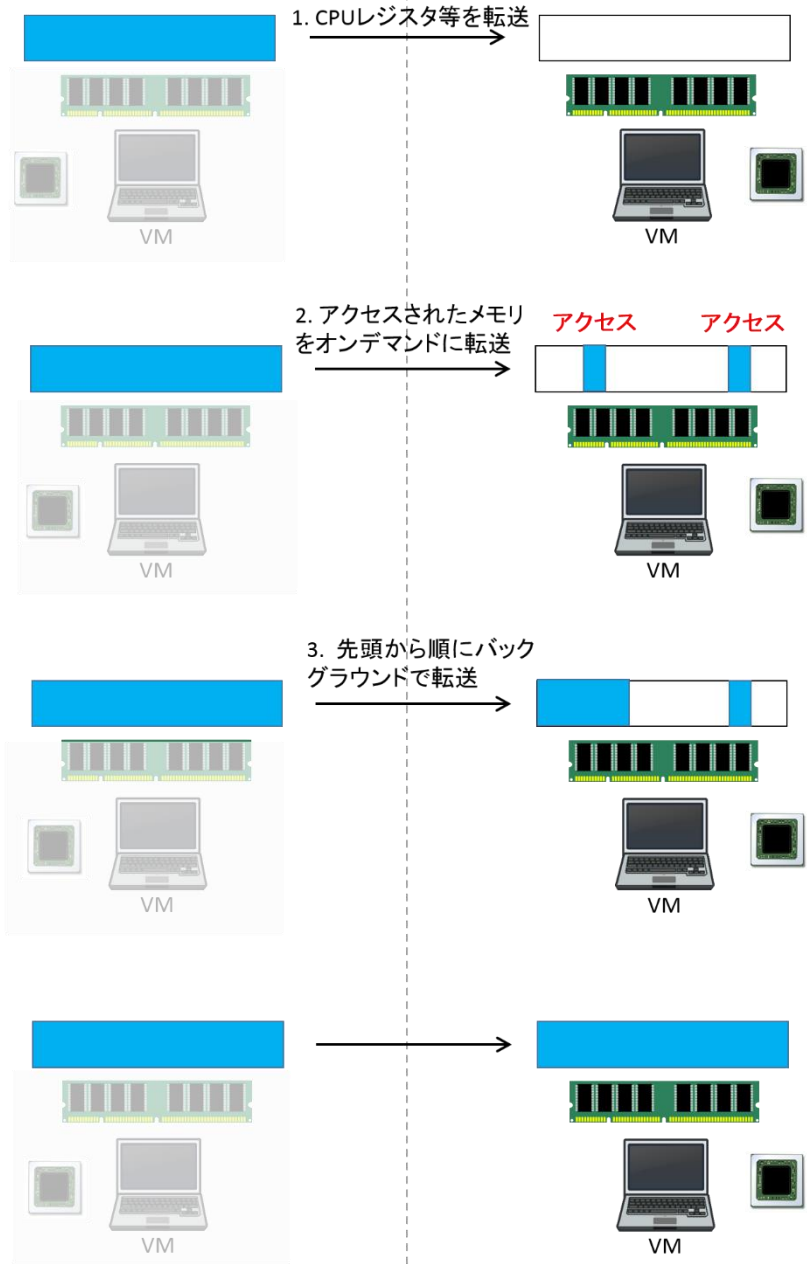 1. CPUレジスタ等を転送
VM
VM
2. アクセスされたメモリ
をオンデマンドに転送
アクセス
アクセス
VM
VM
3. 先頭から順にバック
グラウンドで転送
VM
VM
VM
VM